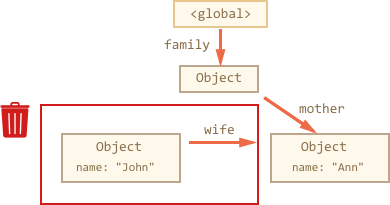 <global>
family
Object
mother
wife
Object
name: "John"
Object
name: "Ann"